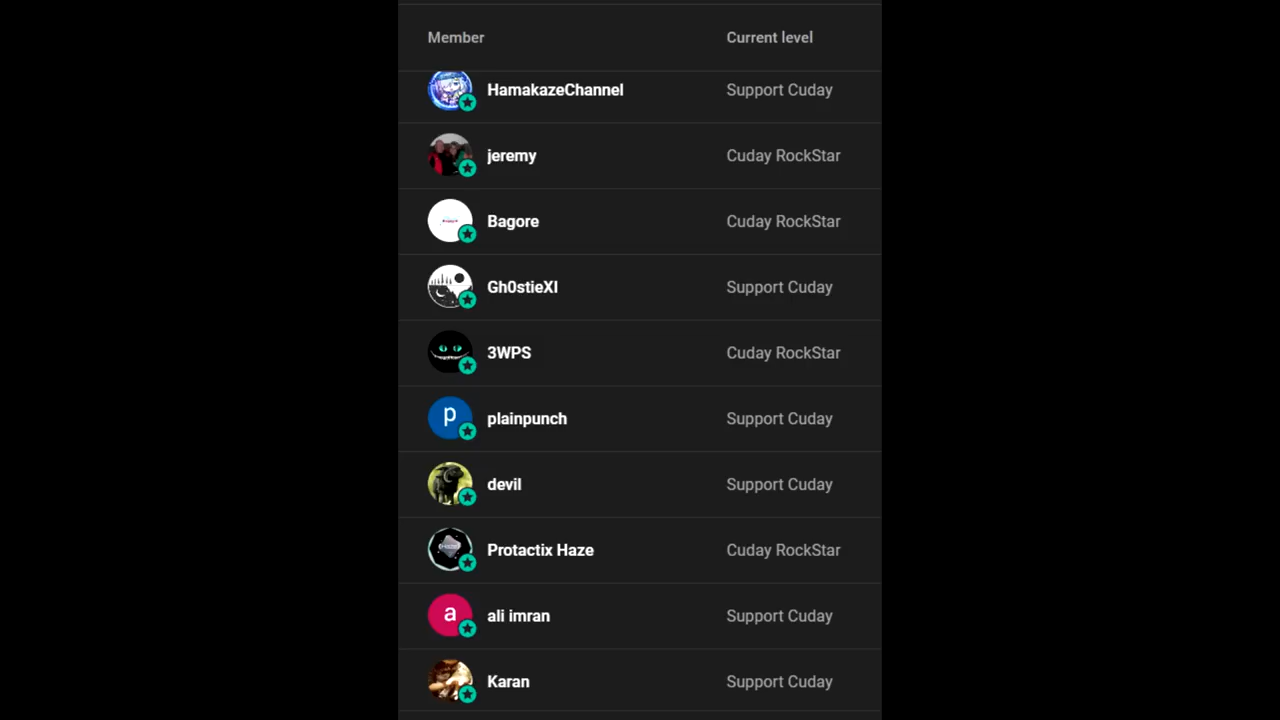 Member Current level
HamakazeChannel Support Cuday
jeremy Cuday RockStar
Bagore Cuday RockStar
Gh0stieXI Support Cuday
3WPS Cuday RockStar
p plainpunch Support Cuday
devil Support Cuday
Protactix Haze Cuday RockStar
a ali imran Support Cuday
Karan Support Cuday